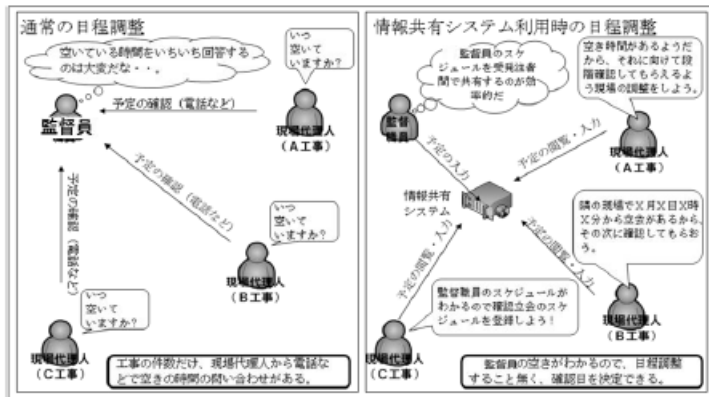 通常の日程調整
空いている時間をいちいち回答する
のは大変だな・・。
いつ
空いて
いますか?
予定の確認（電話など）
監督員
現場代理人
（A工事）
予定の確認（電話など）
予定の確認（電話など）
いつ
空いて
いますか?
現場代理人
（B工事）
いつ
空いて
いますか?
現場代理人
（C工事）
工事の件数だけ、現場代理人から電話な
どで空きの時間の問い合わせがある。
情報共有システム利用時の日程調整
監督員のスケ
ジュールを受発注者
間で共有するのが効
率的だ
空き時間があるようだ
から、それに向けて段
階確認してもらえるよ
う現場の調整をしよう。
監督
職員
予定の入力
予定の閲覧・入力
現場代理人
（A工事）
情報共有
システム
隣の現場でX月X日X時
X分から立会があるから、
その次に確認してもらお
う。
予定の閲覧・入力
予定の閲覧・入力
監督職員のスケジュールが
わかるので確認立会のスケ
ジュールを登録しよう！
現場代理人
（B工事）
現場代理人
（C工事）
監督員の空きがわかるので、日程調整
すること無く、確認日を決定できる。